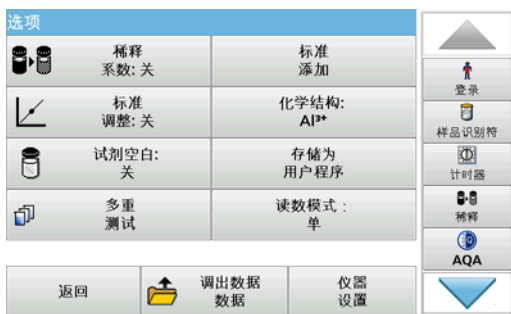 选项
稀释
系数: 关
标准
添加
标准
调整: 关
化学结构:
Al³⁺
试剂空白:
关
存储为
用户程序
多重
测试
读数模式 :
单
返回
调出数据
数据
仪器
设置
登录
样品识别符
计时器
稀释
AQA